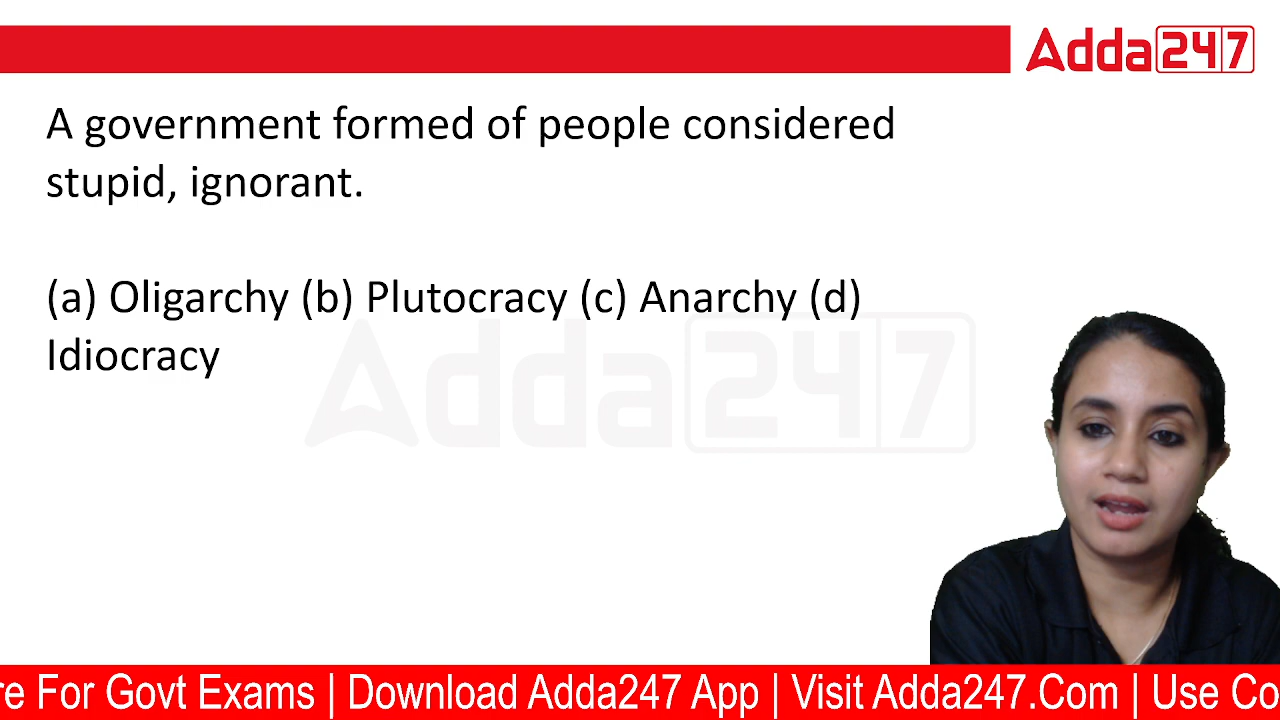 Adda247
A government formed of people considered
stupid, ignorant.
(a) Oligarchy (b) Plutocracy (c) Anarchy (d)
Idiocracy
Adda247
re For Govt Exams | Download Adda247 App | Visit Adda247.Com | Use Co